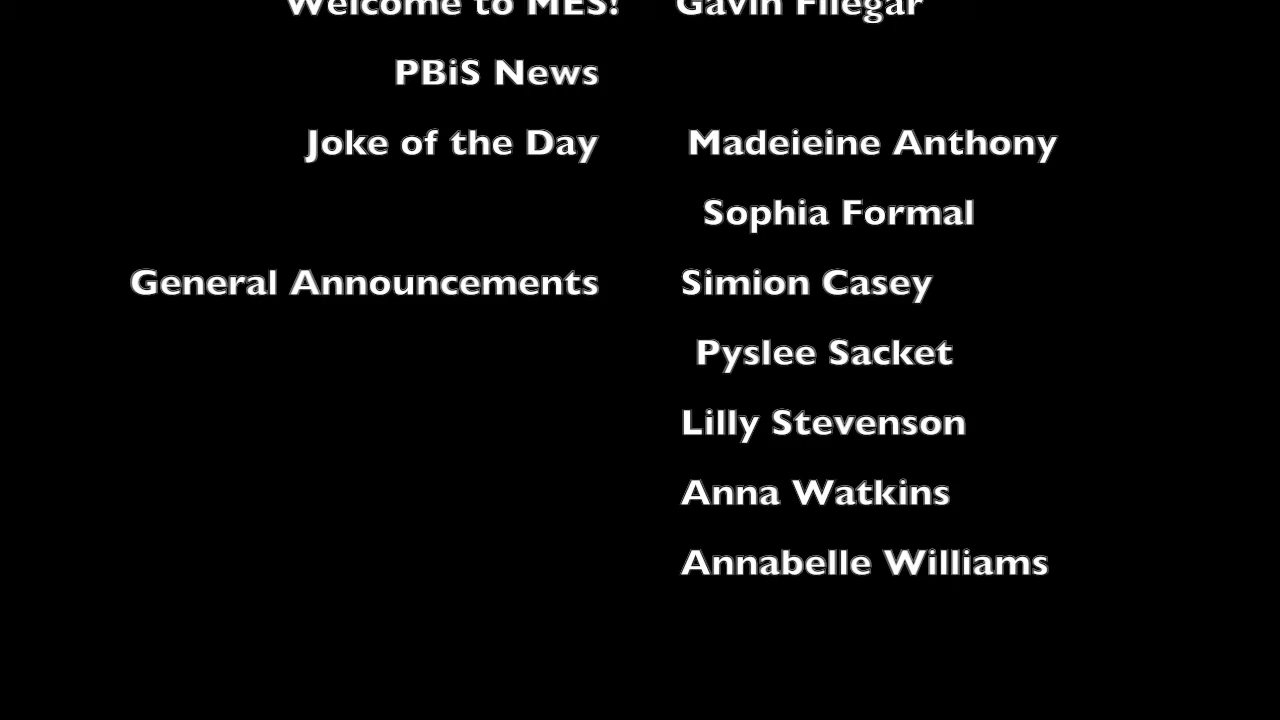 Welcome to MES! Gavin Fliegar
PBiS News
Joke of the Day Madeieine Anthony
Sophia Formal
General Announcements Simion Casey
Pyslee Sacket
Lilly Stevenson
Anna Watkins
Annabelle Williams